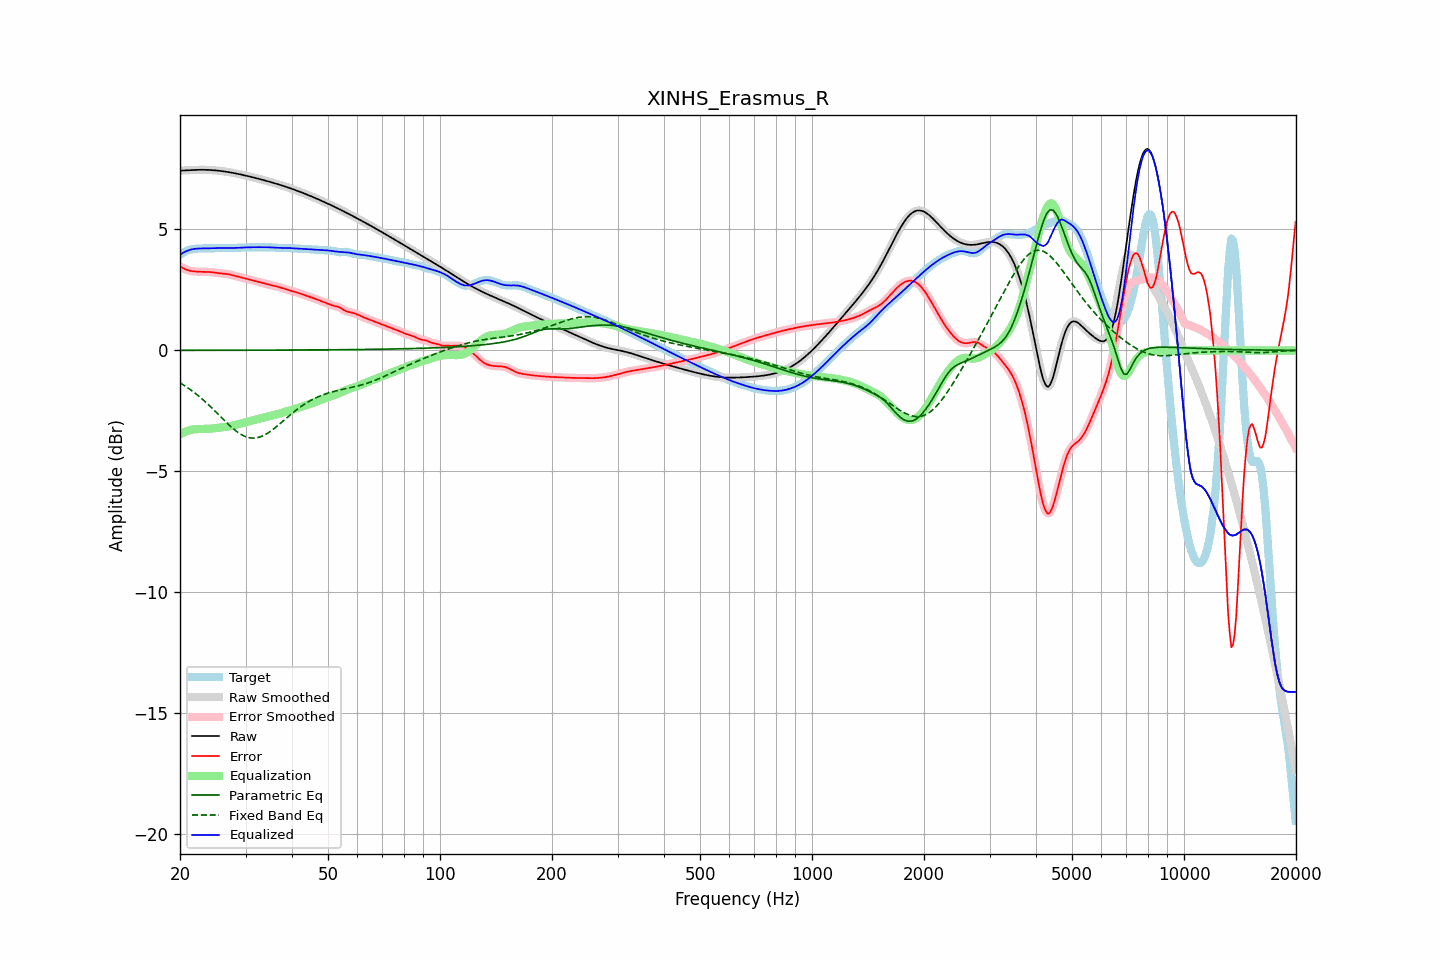 XINHS_Erasmus_R
Amplitude (dBr)
5
0
−5
−10
−15
−20
Target
Raw Smoothed
Error Smoothed
Raw
Error
Equalization
Parametric Eq
Fixed Band Eq
Equalized
20 50 100 200 500 1000 2000 5000 10000 20000
Frequency (Hz)